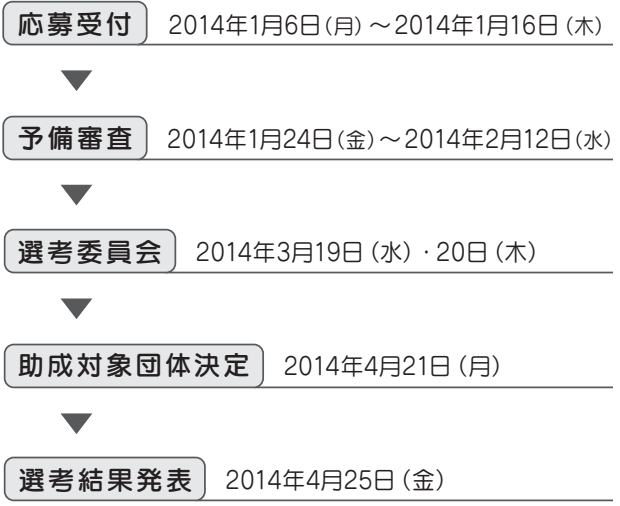 応募受付 2014年1月6日(月)～2014年1月16日(木)
予備審査 2014年1月24日(金)～2014年2月12日(水)
選考委員会 2014年3月19日(水)・20日(木)
助成対象団体決定 2014年4月21日(月)
選考結果発表 2014年4月25日(金)